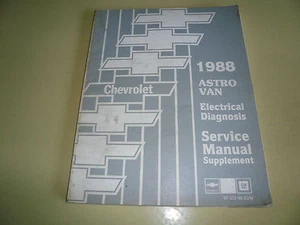 1988
ASTRO
VAN
Chevrolet
Electrical
Diagnosis
Service
Manual
Supplement